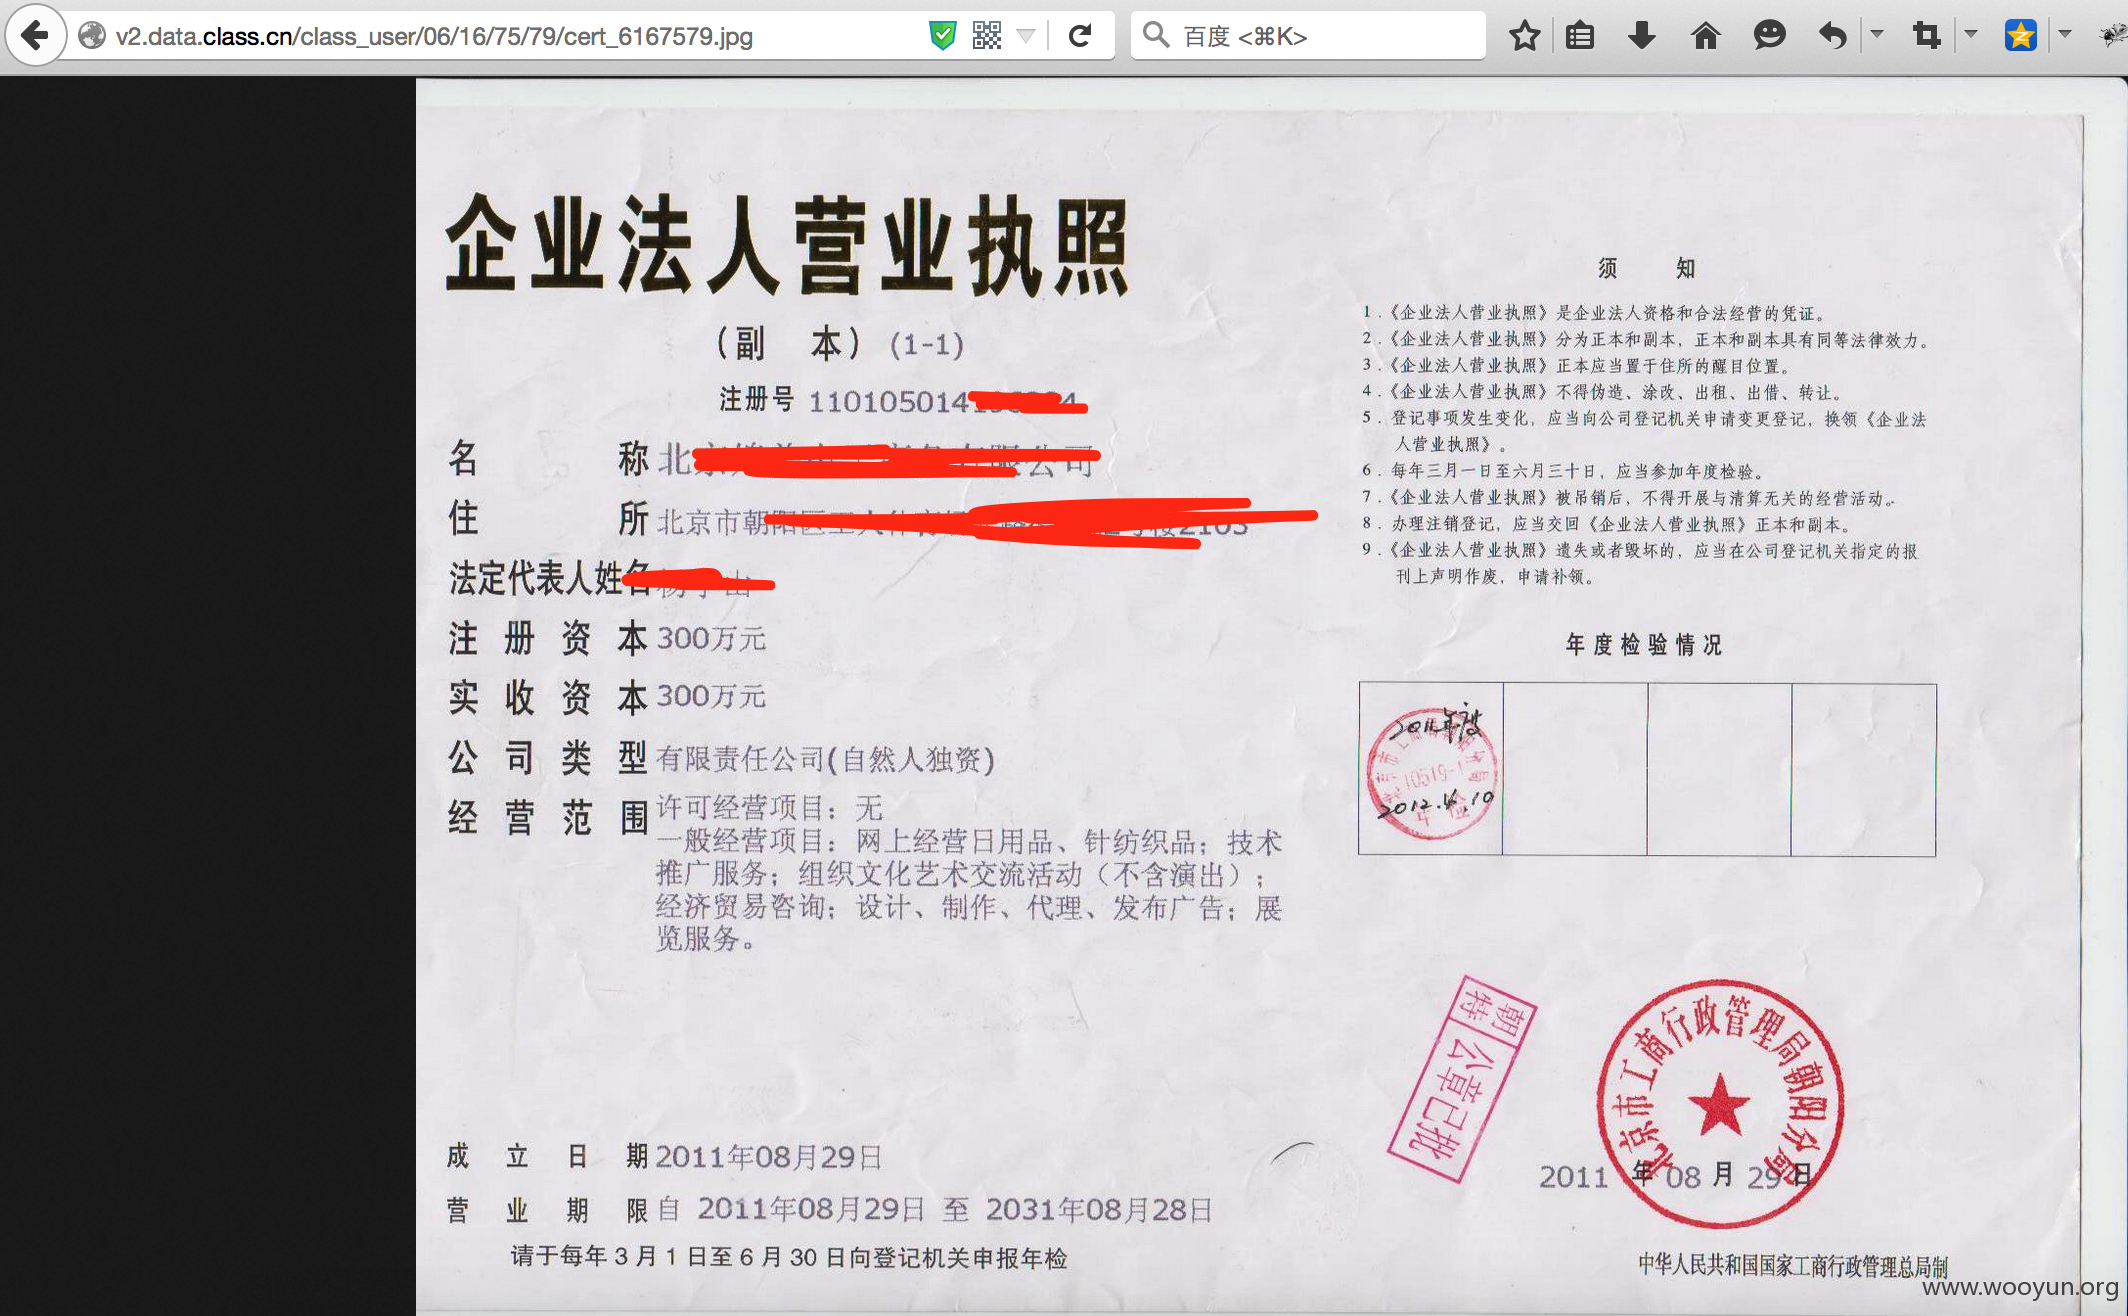 v2.data.class.cn/class_user/06/16/75/79/cert_6167579.jpg
百度 <⌘K>
企业法人营业执照
（副 本） (1-1)
注册号 110105014
名 称 北
住 所 北京市朝
法定代表人姓名
注 册 资 本 300万元
实 收 资 本 300万元
公 司 类 型 有限责任公司(自然人独资)
经 营 范 围 许可经营项目：无
一般经营项目：网上经营日用品、针纺织品；技术
推广服务；组织文化艺术交流活动（不含演出）；
经济贸易咨询；设计、制作、代理、发布广告；展
览服务。
成 立 日 期 2011年08月29日
营 业 期 限 自 2011年08月29日 至 2031年08月28日
请于每年 3 月 1 日至 6 月 30 日向登记机关申报年检
须 知
1．《企业法人营业执照》是企业法人资格和合法经营的凭证。
2．《企业法人营业执照》分为正本和副本，正本和副本具有同等法律效力。
3．《企业法人营业执照》正本应当置于住所的醒目位置。
4．《企业法人营业执照》不得伪造、涂改、出租、出借、转让。
5．登记事项发生变化，应当向公司登记机关申请变更登记，换领《企业法
人营业执照》。
6．每年三月一日至六月三十日，应当参加年度检验。
7．《企业法人营业执照》被吊销后，不得开展与清算无关的经营活动。
8．办理注销登记，应当交回《企业法人营业执照》正本和副本。
9．《企业法人营业执照》遗失或者毁坏的，应当在公司登记机关指定的报
刊上声明作废，申请补领。
年度检验情况
2012.4.10
朝特
公章已批
北京市工商行政管理局朝阳分局
2011 年 08 月 29 日
中华人民共和国国家工商行政管理总局制
www.wooyun.org